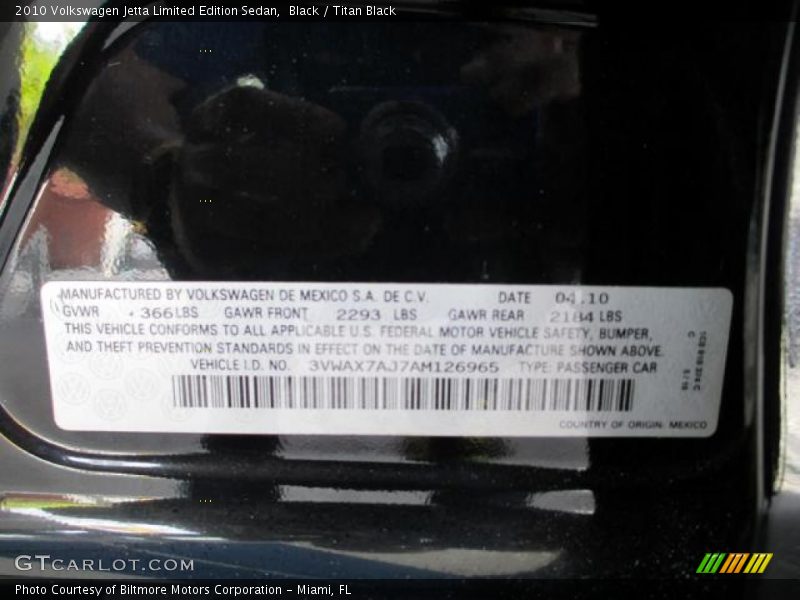 2010 Volkswagen Jetta Limited Edition Sedan, Black / Titan Black
MANUFACTURED BY VOLKSWAGEN DE MEXICO S.A. DE C.V. DATE 04.10
GVWR 366 LBS GAWR FRONT 2293 LBS GAWR REAR 2184 LBS
THIS VEHICLE CONFORMS TO ALL APPLICABLE U.S. FEDERAL MOTOR VEHICLE SAFETY, BUMPER,
AND THEFT PREVENTION STANDARDS IN EFFECT ON THE DATE OF MANUFACTURE SHOWN ABOVE.
VEHICLE I.D. NO. 3VWAX7AJ7AM126965 TYPE: PASSENGER CAR
COUNTRY OF ORIGIN: MEXICO
GTCARLOT.COM
Photo Courtesy of Biltmore Motors Corporation - Miami, FL